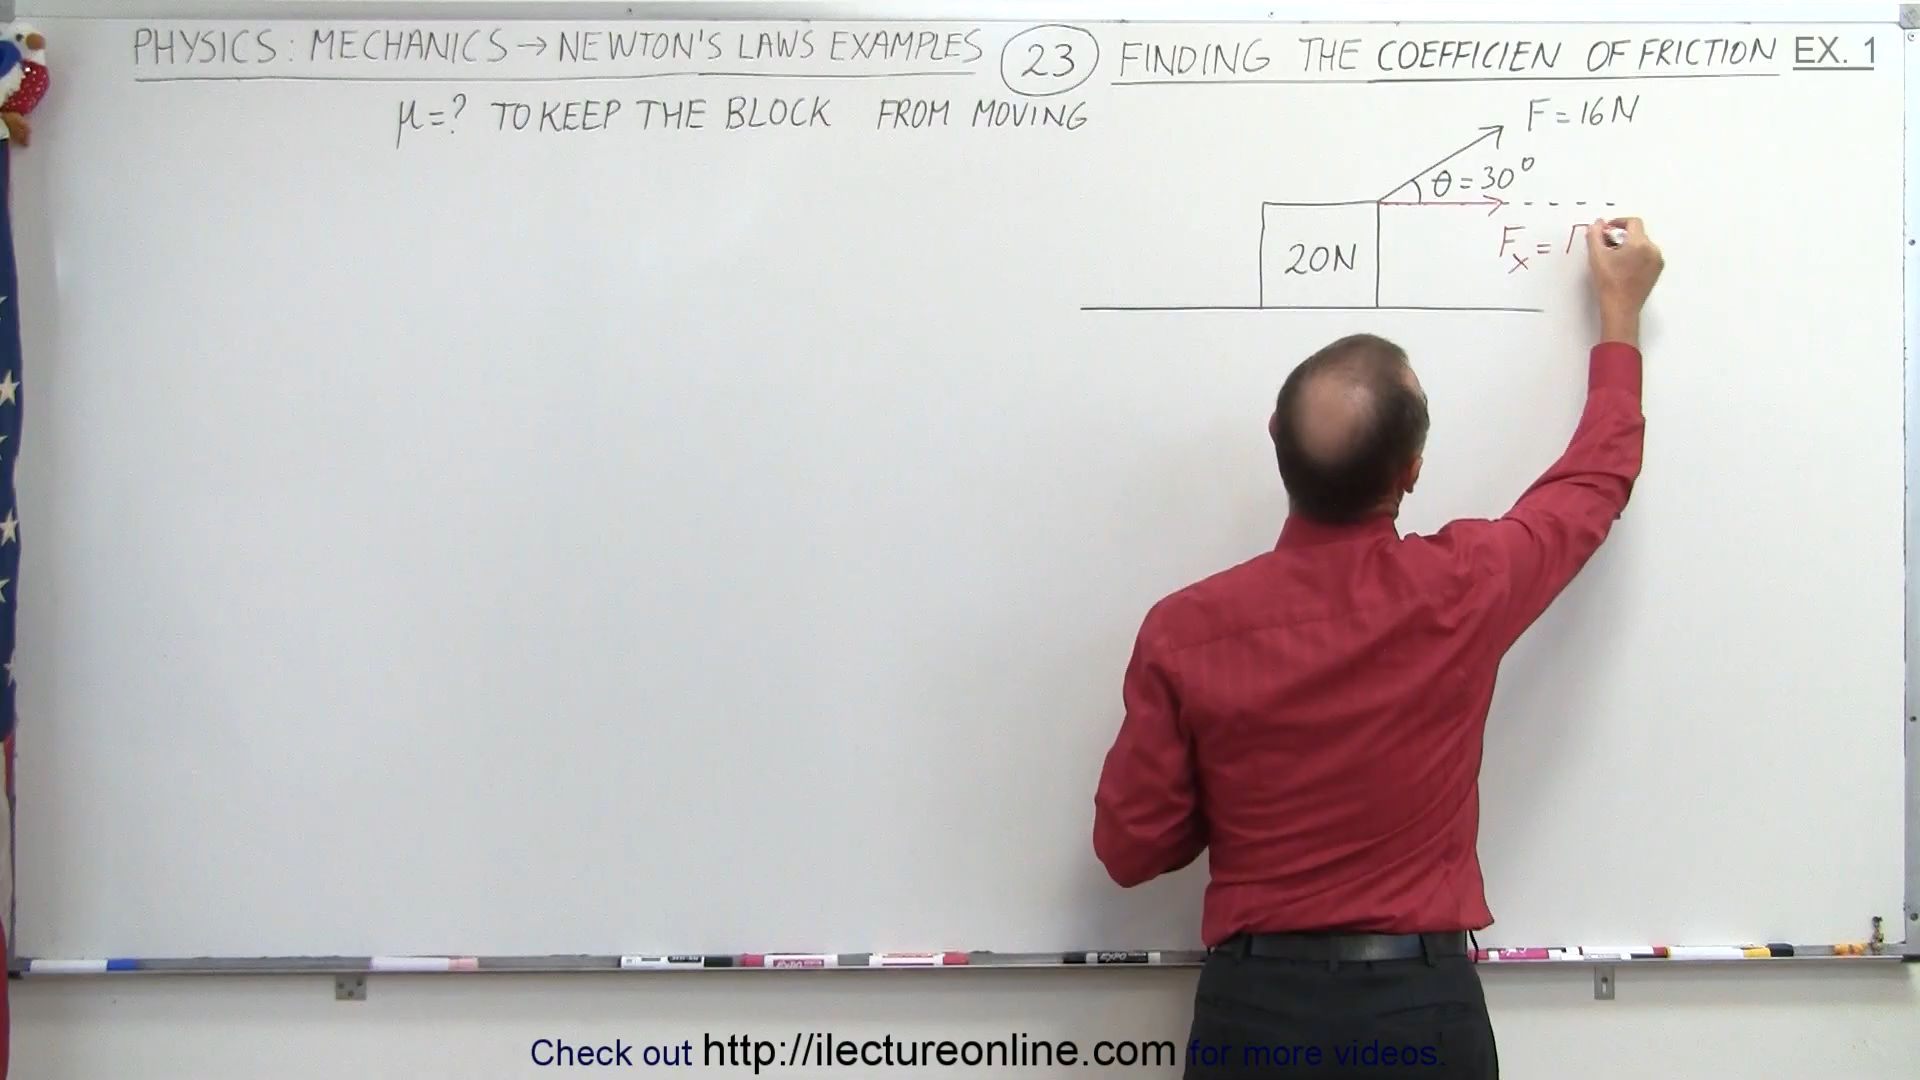 PHYSICS: MECHANICS → NEWTON'S LAWS EXAMPLES 23 FINDING THE COEFFICIEN OF FRICTION EX. 1
μ=? TO KEEP THE BLOCK FROM MOVING
F = 16N
θ = 30°
20N
Fx =
EXPO
Check out http://ilectureonline.com for more videos.